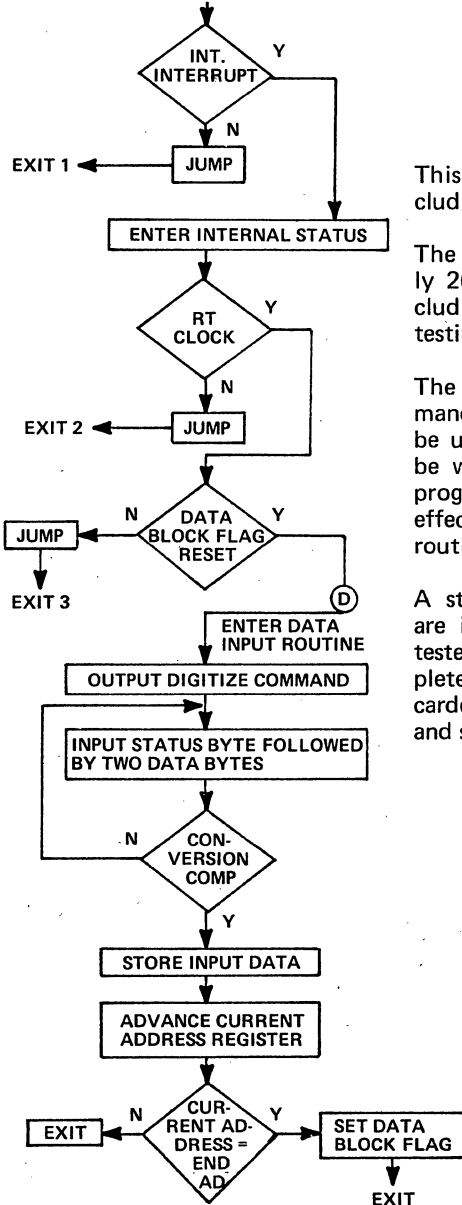 INT.
INTERRUPT
Y
N
EXIT 1
JUMP
ENTER INTERNAL STATUS
RT
CLOCK
Y
N
EXIT 2
JUMP
DATA
BLOCK FLAG
RESET
N
Y
JUMP
EXIT 3
D
ENTER DATA
INPUT ROUTINE
OUTPUT DIGITIZE COMMAND
INPUT STATUS BYTE FOLLOWED
BY TWO DATA BYTES
CON-
VERSION
COMP
N
Y
STORE INPUT DATA
ADVANCE CURRENT
ADDRESS REGISTER
CUR-
RENT AD-
DRESS =
END
AD
N
Y
EXIT
SET DATA
BLOCK FLAG
EXIT
This
clud
The
ly 20
clud
testi
The
manc
be u
be w
prog
effec
rout
A st
are i
teste
plete
carde
and s